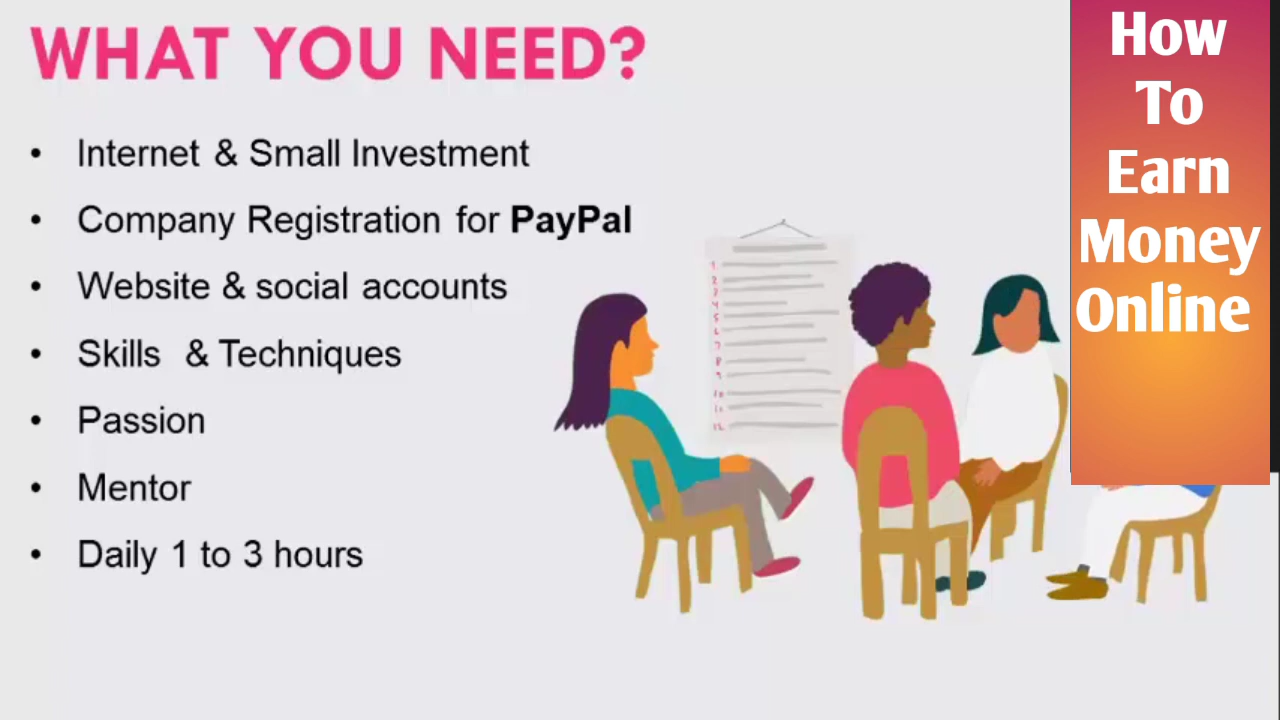 WHAT YOU NEED?
• Internet & Small Investment
• Company Registration for PayPal
• Website & social accounts
• Skills & Techniques
• Passion
• Mentor
• Daily 1 to 3 hours
How
To
Earn
Money
Online